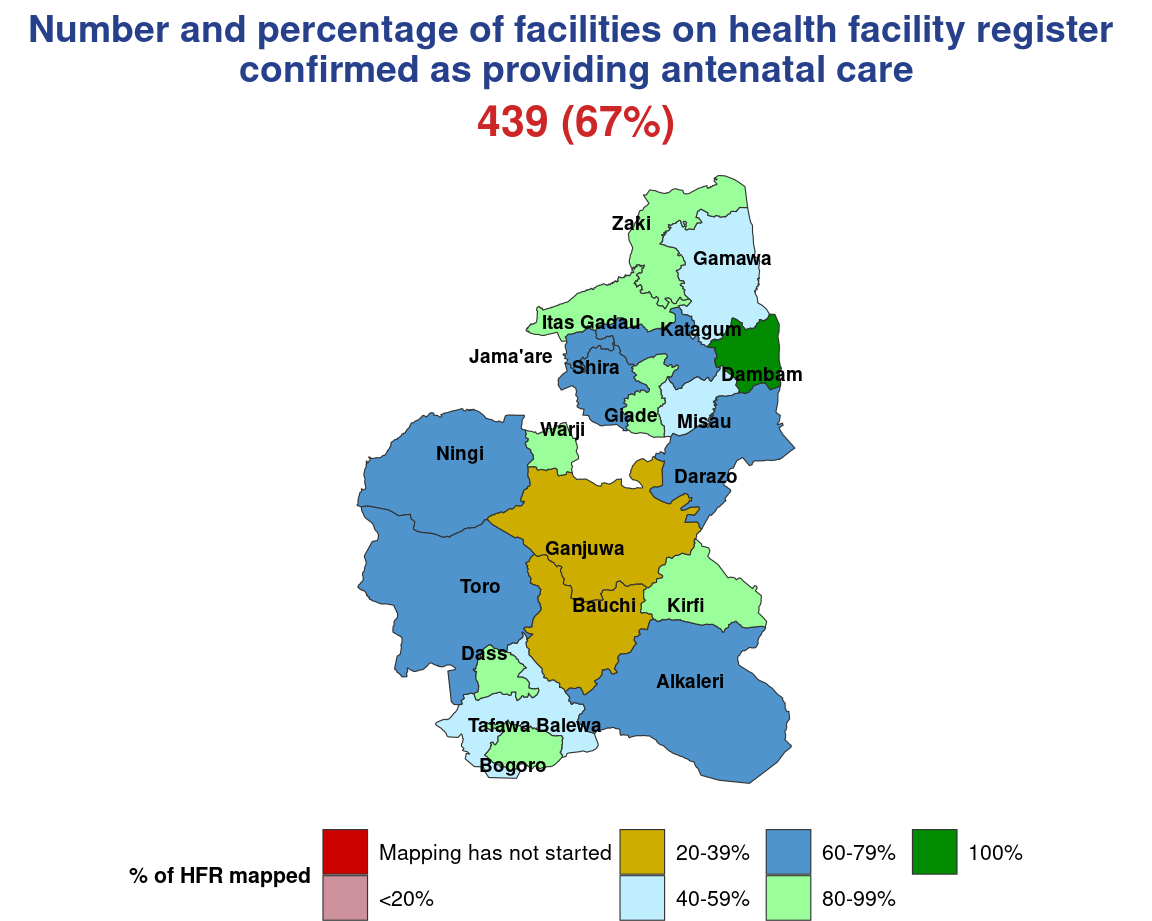 Number and percentage of facilities on health facility register
confirmed as providing antenatal care
439 (67%)
Zaki
Gamawa
Itas Gadau
Katagum
Jama'are
Shira
Dambam
Giade
Misau
Warji
Ningi
Darazo
Ganjuwa
Toro
Bauchi
Kirfi
Dass
Alkaleri
Tafawa Balewa
Bogoro
% of HFR mapped
Mapping has not started
<20%
20-39%
40-59%
60-79%
80-99%
100%